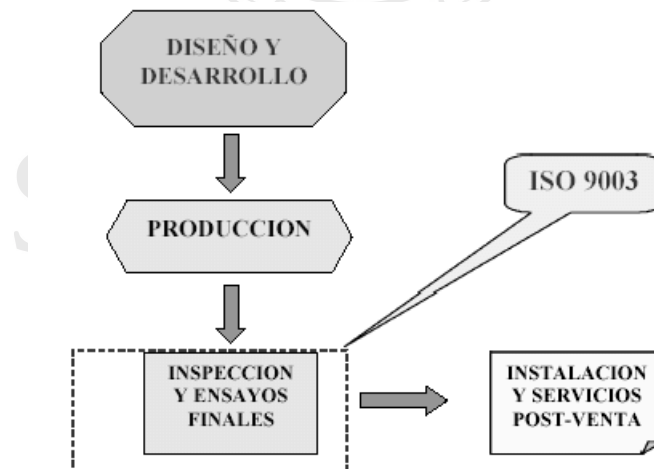 DISEÑO Y
DESARROLLO
ISO 9003
PRODUCCION
INSPECCION
Y ENSAYOS
FINALES
INSTALACION
Y SERVICIOS
POST-VENTA